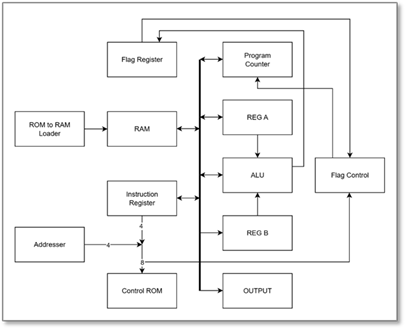 Flag Register
Program
Counter
ROM to RAM
Loader
RAM
REG A
Instruction
Register
ALU
Flag Control
4
Addresser
4
REG B
8
Control ROM
OUTPUT